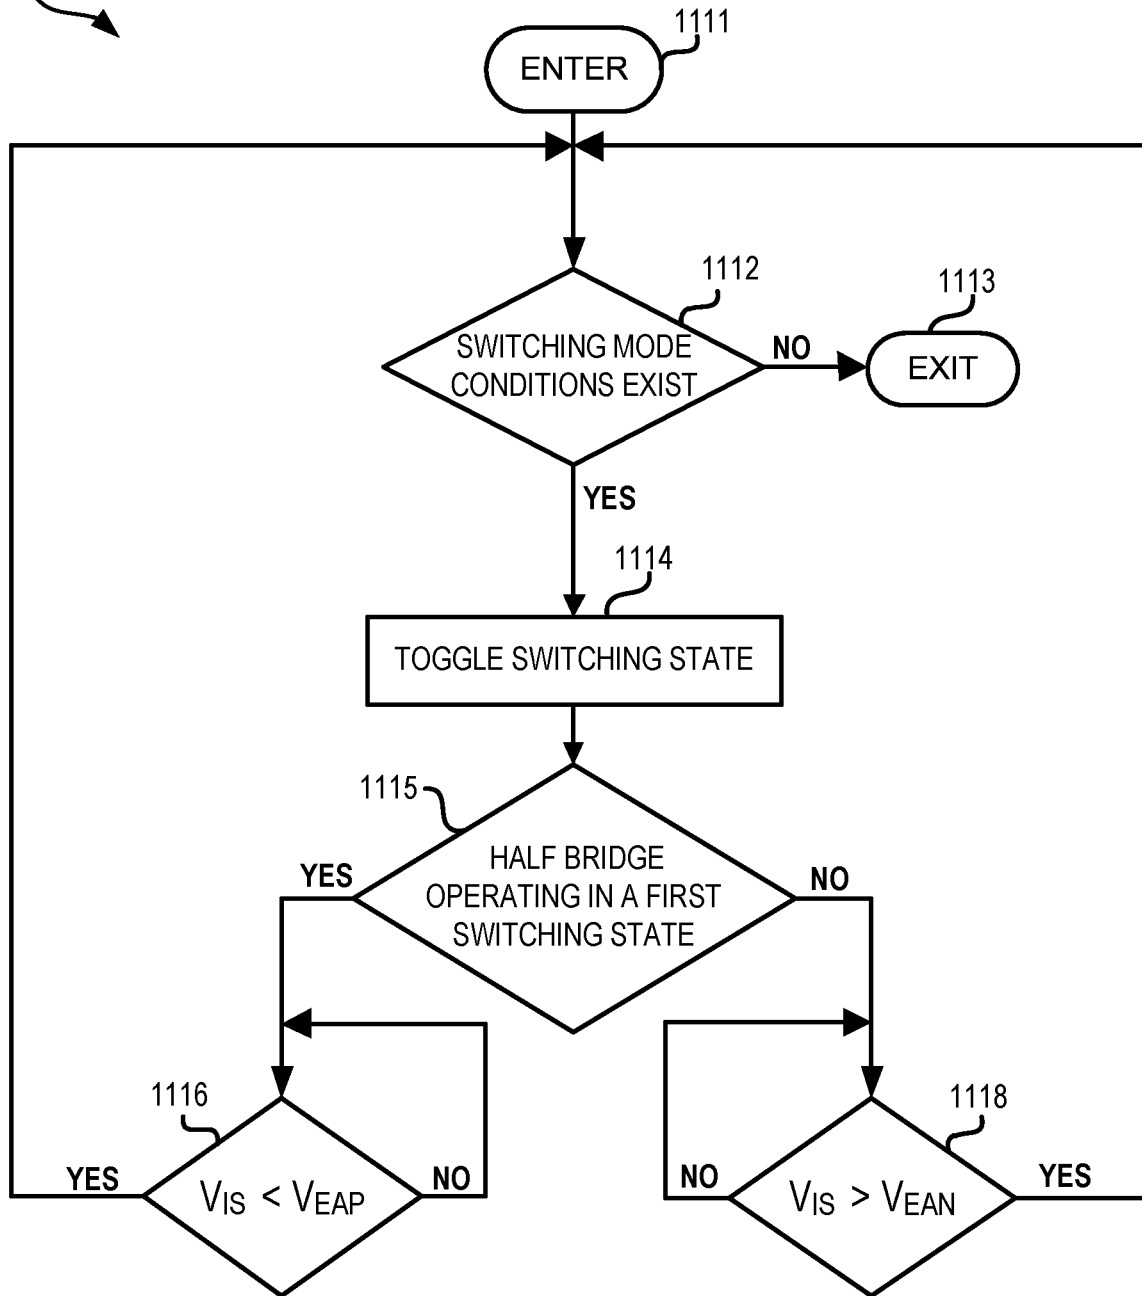 1111
ENTER
1112
1113
SWITCHING MODE
CONDITIONS EXIST
NO
EXIT
YES
1114
TOGGLE SWITCHING STATE
1115
HALF BRIDGE
OPERATING IN A FIRST
SWITCHING STATE
YES
NO
1116
1118
YES
VIS < VEAP
NO
NO
VIS > VEAN
YES